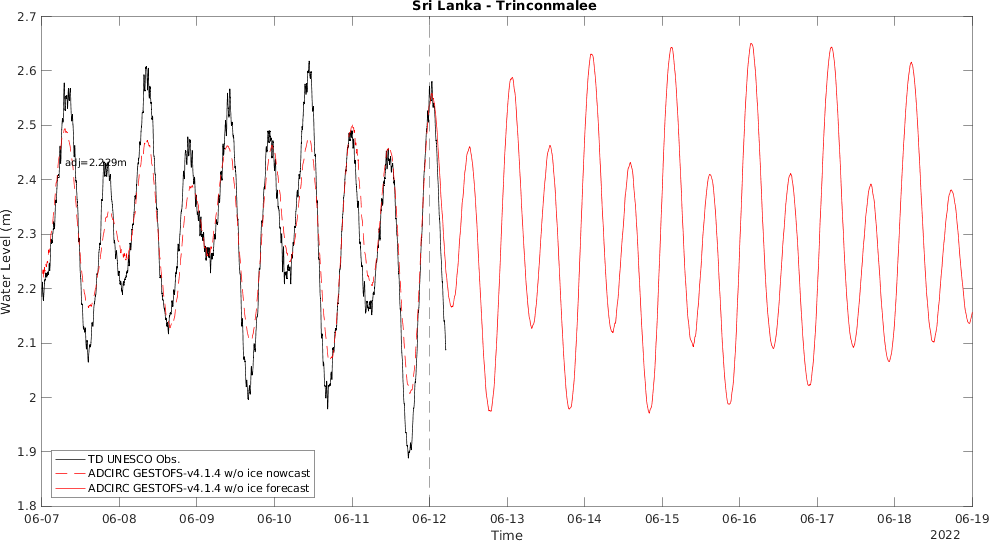 Sri Lanka - Trinconmalee
2.7
2.6
2.5
2.4
2.3
2.2
2.1
2
1.9
1.8
Water Level (m)
adj=2.229m
TD UNESCO Obs.
ADCIRC GESTOFS-v4.1.4 w/o ice nowcast
ADCIRC GESTOFS-v4.1.4 w/o ice forecast
06-07 06-08 06-09 06-10 06-11 06-12 06-13 06-14 06-15 06-16 06-17 06-18 06-19
Time
2022